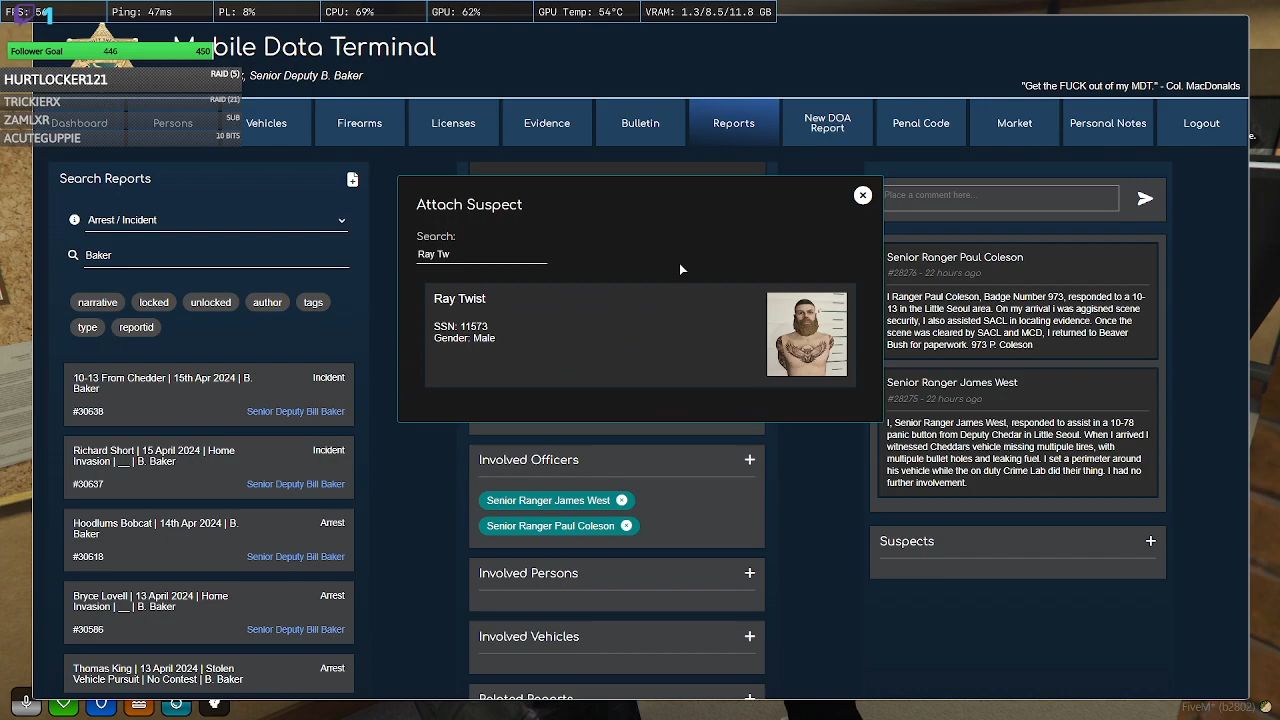 Ping: 47ms
PL: 8%
CPU: 69%
GPU: 62%
GPU Temp: 54°C
Follower Goal 446 450
HURTLOCKER121 RAID (5)
TRICKIERX RAID (21)
ZAMLXR SUB
ACUTEGUPPIE 10 BITS
Mobile Data Terminal
Senior Deputy B. Baker
"Get the FUCK out of my MDT." - Col. MacDonalds
Dashboard
Persons
Vehicles
Firearms
Licenses
Evidence
Bulletin
Reports
New DOA
Report
Penal Code
Market
Personal Notes
Logout
Search Reports
Arrest / Incident
Baker
narrative
locked
unlocked
author
tags
type
reportid
10-13 From Chedder | 15th Apr 2024 | B.
Baker
Incident
#30638
Senior Deputy Bill Baker
Richard Short | 15 April 2024 | Home
Invasion | __ | B. Baker
Incident
#30637
Senior Deputy Bill Baker
Hoodlums Bobcat | 14th Apr 2024 | B.
Baker
Arrest
#30618
Senior Deputy Bill Baker
Bryce Lovell | 13 April 2024 | Home
Invasion | __ | B. Baker
Arrest
#30586
Senior Deputy Bill Baker
Thomas King | 13 April 2024 | Stolen
Vehicle Pursuit | No Contest | B. Baker
Arrest
Attach Suspect
Search:
Ray Tw
Ray Twist
SSN: 11573
Gender: Male
Involved Officers
Senior Ranger James West
Senior Ranger Paul Coleson
Involved Persons
Involved Vehicles
Related Reports
Place a comment here...
Senior Ranger Paul Coleson
#28276 - 22 hours ago
I Ranger Paul Coleson, Badge Number 973, responded to a 10-
13 in the Little Seoul area. On my arrival i was aggisned scene
security, I also assisted SACL in locating evidence. Once the
scene was cleared by SACL and MCD, I returned to Beaver
Bush for paperwork. 973 P. Coleson
Senior Ranger James West
#28275 - 22 hours ago
I, Senior Ranger James West, responded to assist in a 10-78
panic button from Deputy Chedar in Little Seoul. When I arrived I
witnessed Cheddars vehicle missing multiple tires, with
multiple bullet holes and leaking fuel. I set a perimeter around
his vehicle while the on duty Crime Lab did their thing. I had no
further involvement.
Suspects
FiveM* (b2802)